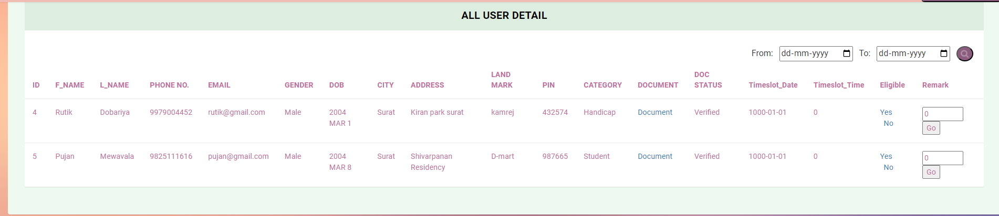 ALL USER DETAIL
From: dd-mm-yyyy To: dd-mm-yyyy
ID F_NAME L_NAME PHONE NO. EMAIL GENDER DOB CITY ADDRESS LAND MARK PIN CATEGORY DOCUMENT DOC STATUS Timeslot_Date Timeslot_Time Eligible Remark
4 Rutik Dobariya 9979004452 rutik@gmail.com Male 2004 Surat Kiran park surat kamrej 432574 Handicap Document Verified 1000-01-01 0 Yes 0
MAR 1 No Go
5 Pujan Mewavala 9825111616 pujan@gmail.com Male 2004 Surat Shivarpanan D-mart 987665 Student Document Verified 1000-01-01 0 Yes 0
MAR 8 Residency No Go